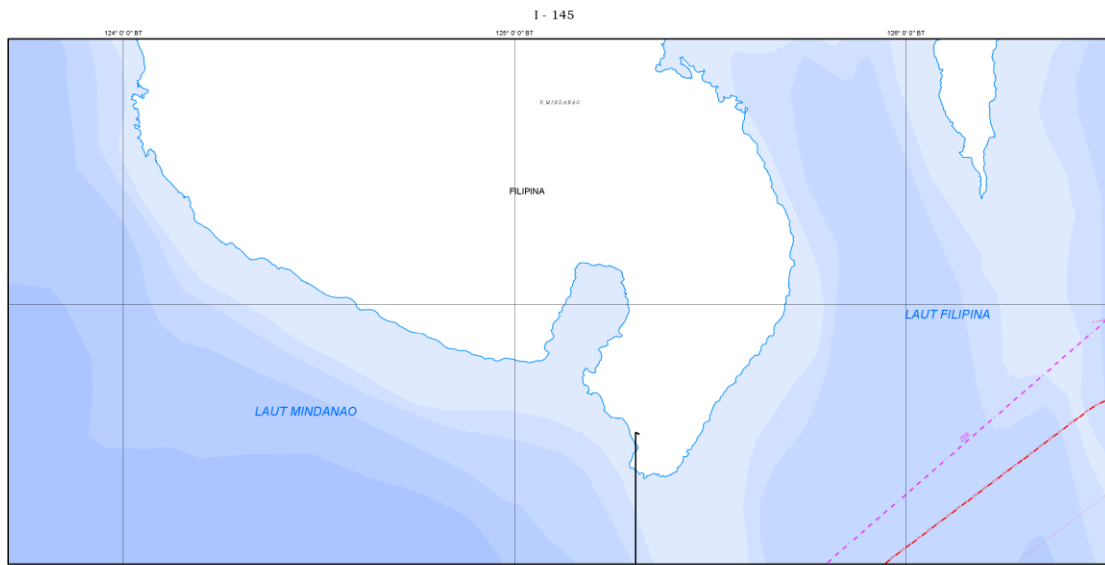 I - 145
124° 0' 0" BT
125° 0' 0" BT
126° 0' 0" BT
P. MINDANAO
FILIPINA
LAUT FILIPINA
LAUT MINDANAO
ZEE